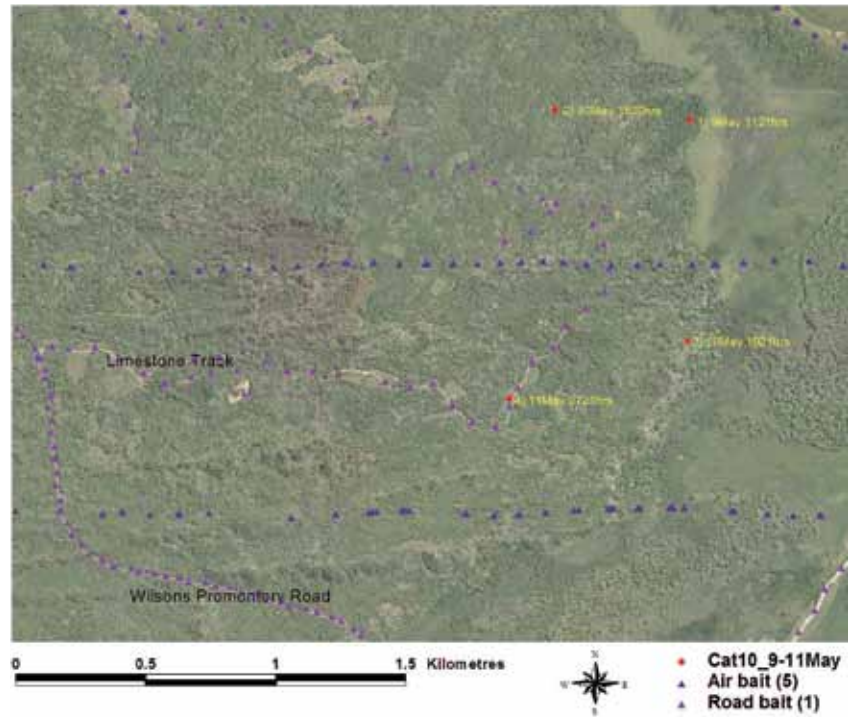 Limestone Track
Wilsons Promontory Road
0 0.5 1 1.5 Kilometres
N
W E
S
Cat10_9-11May
Air bait (5)
Road bait (1)